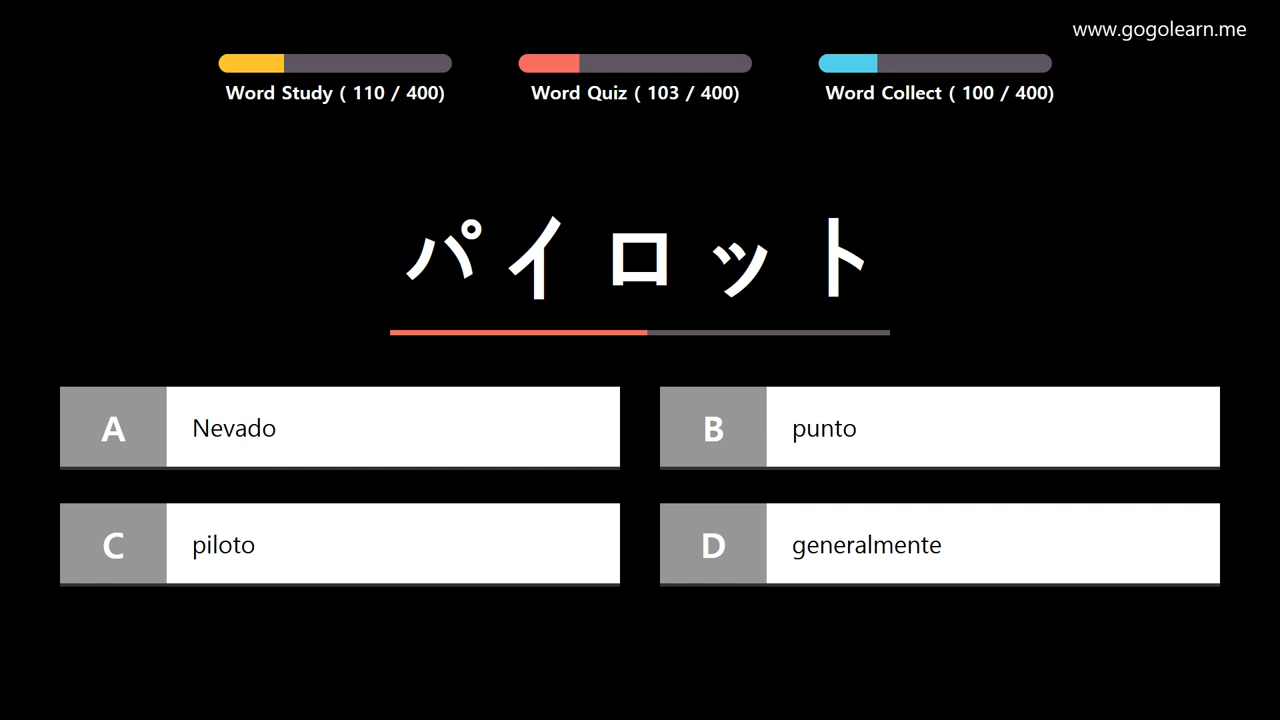 www.gogolearn.me
Word Study ( 110 / 400)
Word Quiz ( 103 / 400)
Word Collect ( 100 / 400)
パイロット
A Nevado
B punto
C piloto
D generalmente